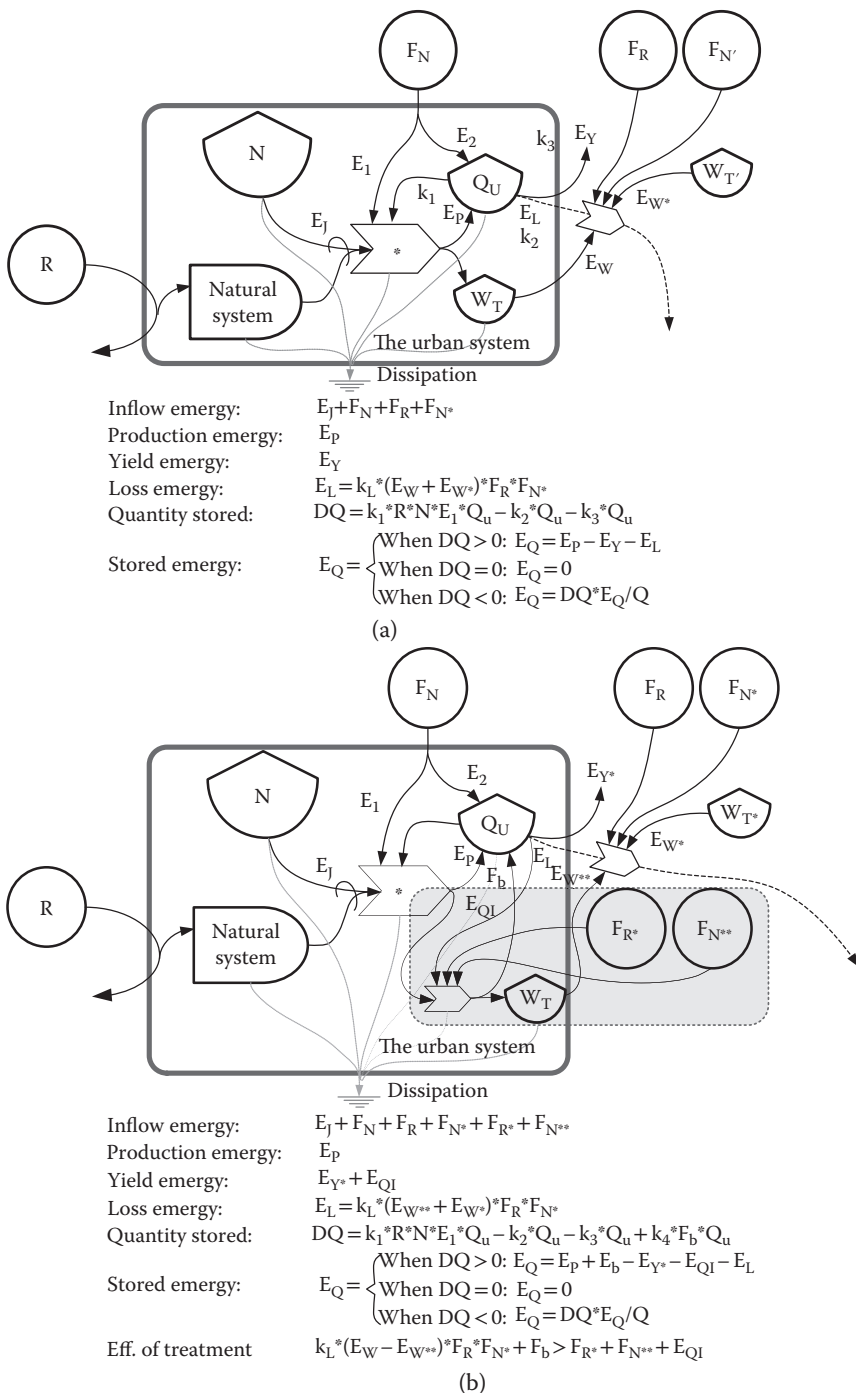 F_N
F_R
F_N′
N
E_1
E_2
k_3
E_Y
k_1
Q_U
W_T′
E_J
E_P
E_L
E_W*
R
*
k_2
Natural
system
W_T
E_W
The urban system
Dissipation
Inflow emergy: E_J+F_N+F_R+F_N*
Production emergy: E_P
Yield emergy: E_Y
Loss emergy: E_L=k_L*(E_W+E_W*)*F_R*F_N*
Quantity stored: DQ=k_1*R*N*E_1*Q_u−k_2*Q_u−k_3*Q_u
When DQ>0: E_Q=E_P−E_Y−E_L
Stored emergy: E_Q= When DQ=0: E_Q=0
When DQ<0: E_Q=DQ*E_Q/Q
(a)
F_N
F_R
F_N*
N
E_1
E_2
E_Y*
Q_U
W_T*
E_J
E_P
E_L
E_W*
*
F_b
E_W**
R
E_QI
F_R*
F_N**
Natural
system
W_T
The urban system
Dissipation
Inflow emergy: E_J+F_N+F_R+F_N*+F_R*+F_N**
Production emergy: E_P
Yield emergy: E_Y*+E_QI
Loss emergy: E_L=k_L*(E_W**+E_W*)*F_R*F_N*
Quantity stored: DQ=k_1*R*N*E_1*Q_u−k_2*Q_u−k_3*Q_u+k_4*F_b*Q_u
When DQ>0: E_Q=E_P+E_b−E_Y*−E_QI−E_L
Stored emergy: E_Q= When DQ=0: E_Q=0
When DQ<0: E_Q=DQ*E_Q/Q
Eff. of treatment k_L*(E_W−E_W**)*F_R*F_N*+F_b>F_R*+F_N**+E_QI
(b)